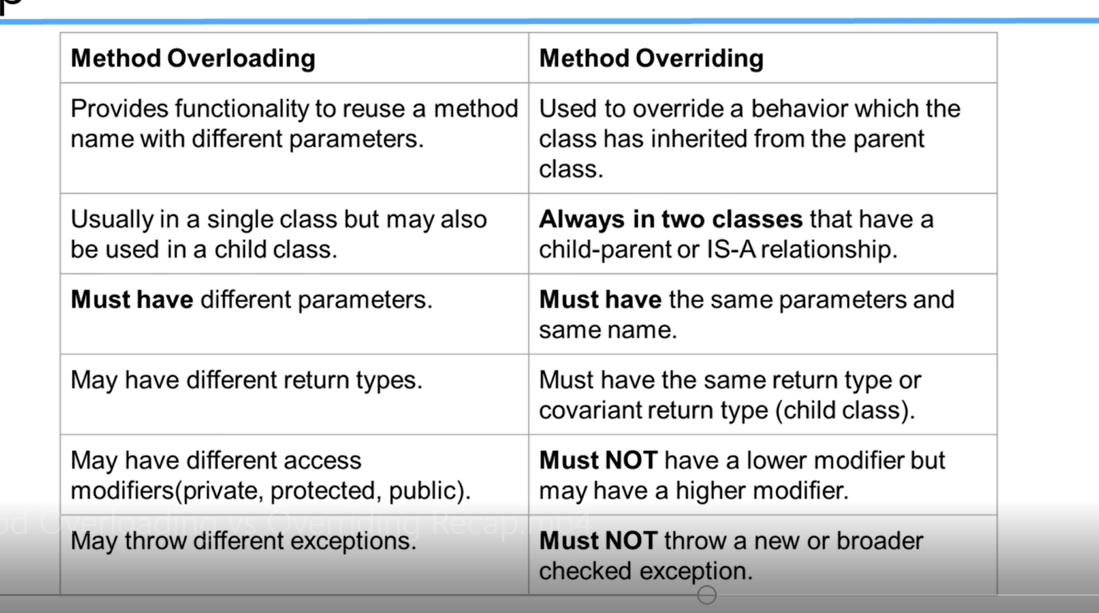 Method Overloading
Method Overriding
Provides functionality to reuse a method
name with different parameters.
Used to override a behavior which the
class has inherited from the parent
class.
Usually in a single class but may also
be used in a child class.
Always in two classes that have a
child-parent or IS-A relationship.
Must have different parameters.
Must have the same parameters and
same name.
May have different return types.
Must have the same return type or
covariant return type (child class).
May have different access
modifiers(private, protected, public).
Must NOT have a lower modifier but
may have a higher modifier.
Overloading vs Overriding Recap.mp4
May throw different exceptions.
Must NOT throw a new or broader
checked exception.